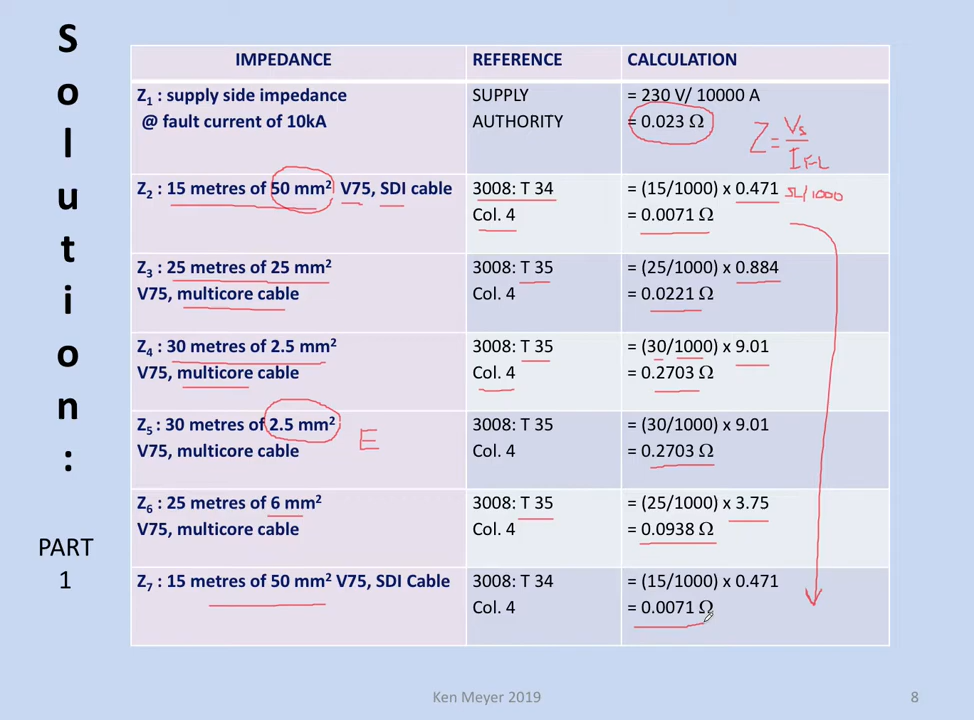 Solution:
PART
1
IMPEDANCE REFERENCE CALCULATION
Z1 : supply side impedance
@ fault current of 10kA
SUPPLY
AUTHORITY
= 230 V/ 10000 A
= 0.023 Ω
Z = Vs / I F-L
Z2 : 15 metres of 50 mm² V75, SDI cable
3008: T 34
Col. 4
= (15/1000) x 0.471
Ω/1000
= 0.0071 Ω
Z3 : 25 metres of 25 mm²
V75, multicore cable
3008: T 35
Col. 4
= (25/1000) x 0.884
= 0.0221 Ω
Z4 : 30 metres of 2.5 mm²
V75, multicore cable
3008: T 35
Col. 4
= (30/1000) x 9.01
= 0.2703 Ω
Z5 : 30 metres of 2.5 mm²
V75, multicore cable
E
3008: T 35
Col. 4
= (30/1000) x 9.01
= 0.2703 Ω
Z6 : 25 metres of 6 mm²
V75, multicore cable
3008: T 35
Col. 4
= (25/1000) x 3.75
= 0.0938 Ω
Z7 : 15 metres of 50 mm² V75, SDI Cable
3008: T 34
Col. 4
= (15/1000) x 0.471
= 0.0071 Ω
Ken Meyer 2019
8